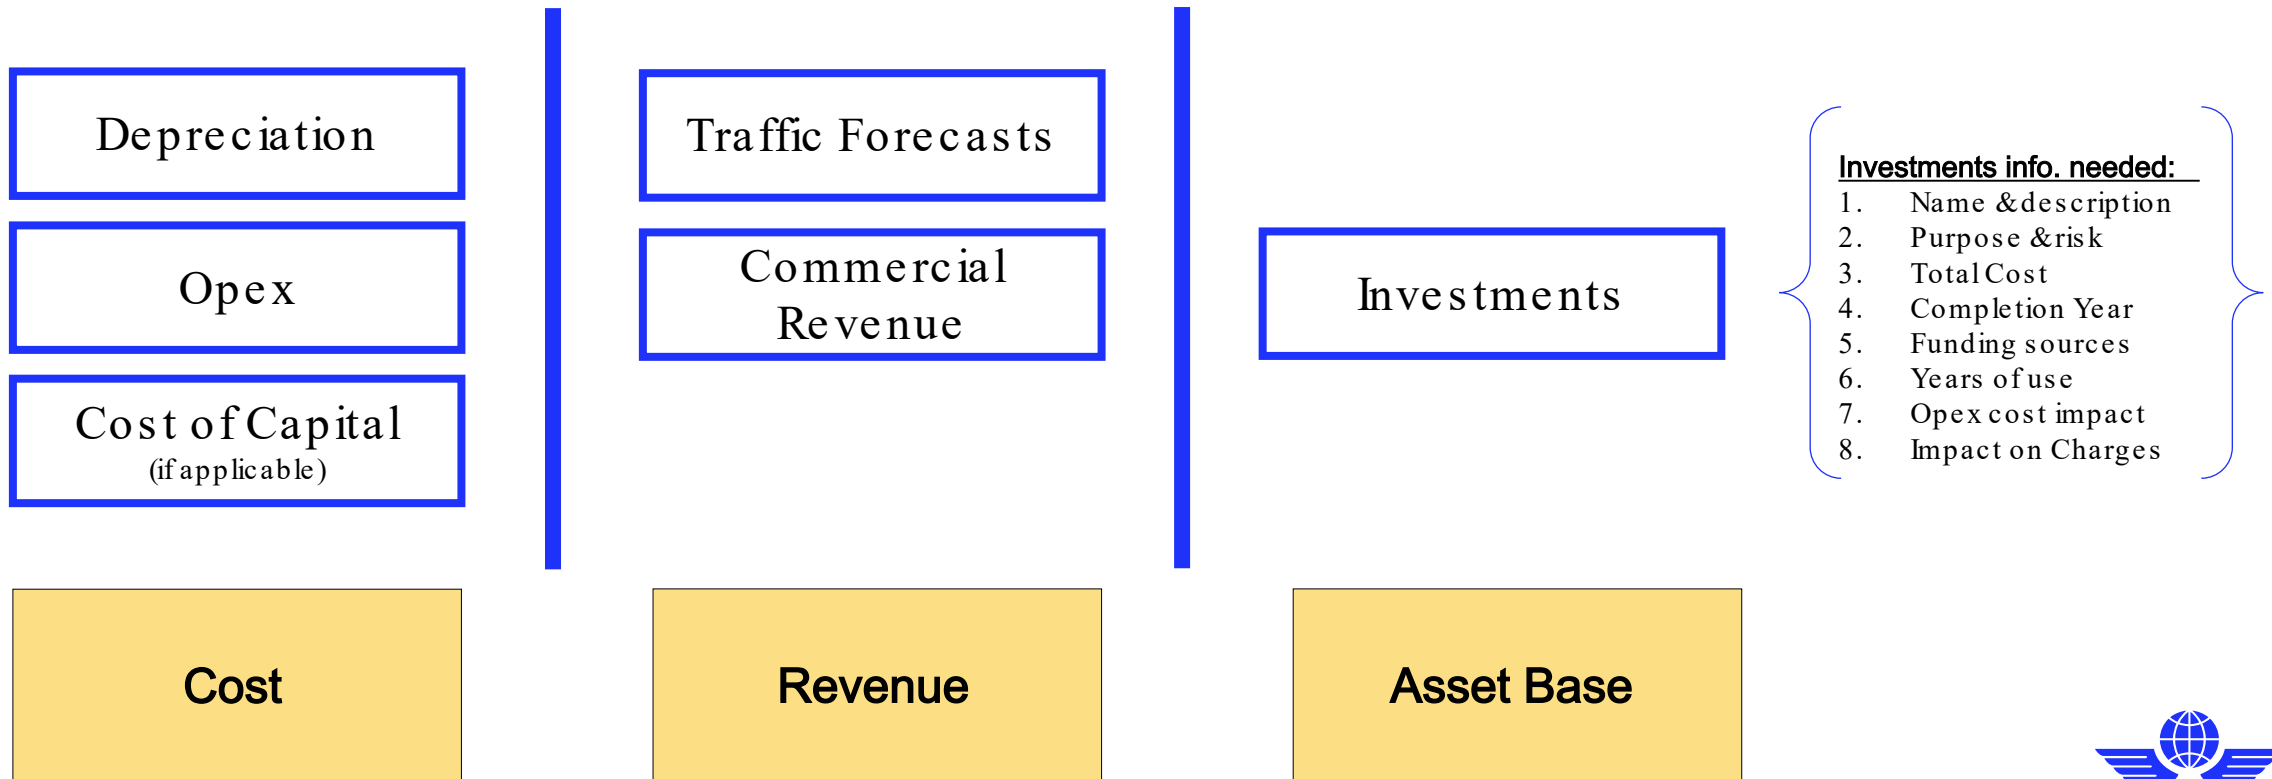 Depreciation
Opex
Cost of Capital
(if applicable)
Traffic Forecasts
Commercial
Revenue
Investments
Investments info. needed:
1. Name & description
2. Purpose & risk
3. Total Cost
4. Completion Year
5. Funding sources
6. Years of use
7. Opex cost impact
8. Impact on Charges
Cost
Revenue
Asset Base